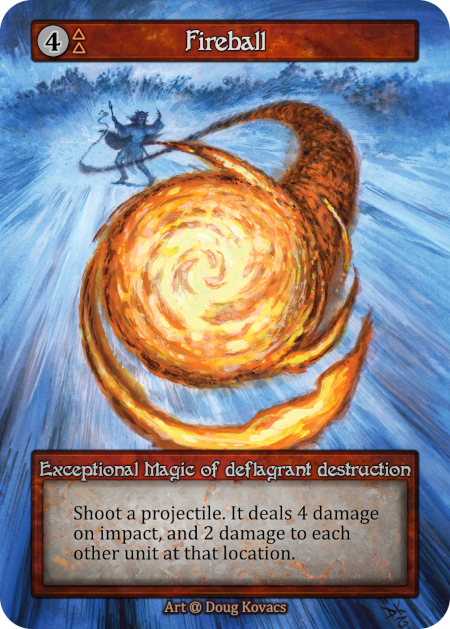 4 Fireball
Exceptional Magic of deflagrant destruction
Shoot a projectile. It deals 4 damage
on impact, and 2 damage to each
other unit at that location.
Art @ Doug Kovacs